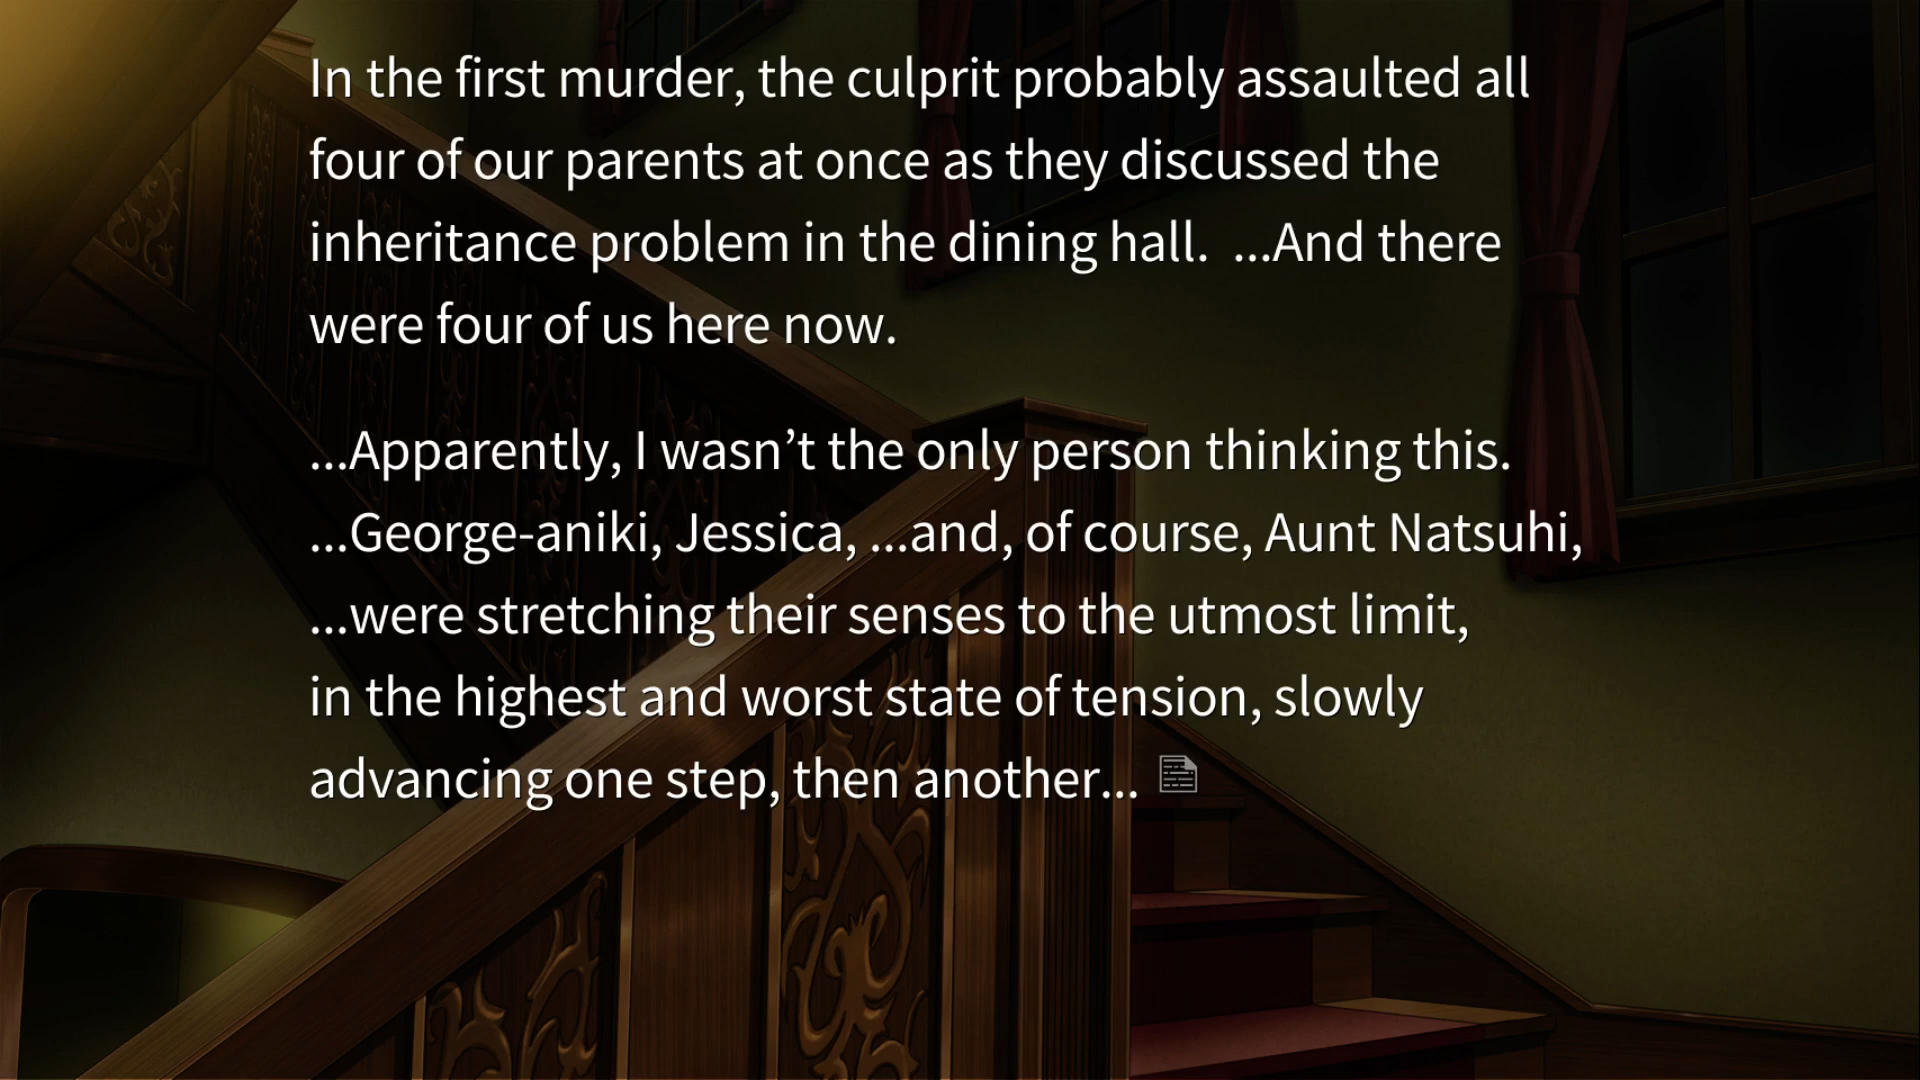 In the first murder, the culprit probably assaulted all
four of our parents at once as they discussed the
inheritance problem in the dining hall.  ...And there
were four of us here now.
...Apparently, I wasn’t the only person thinking this.
...George-aniki, Jessica, ...and, of course, Aunt Natsuhi,
...were stretching their senses to the utmost limit,
in the highest and worst state of tension, slowly
advancing one step, then another...